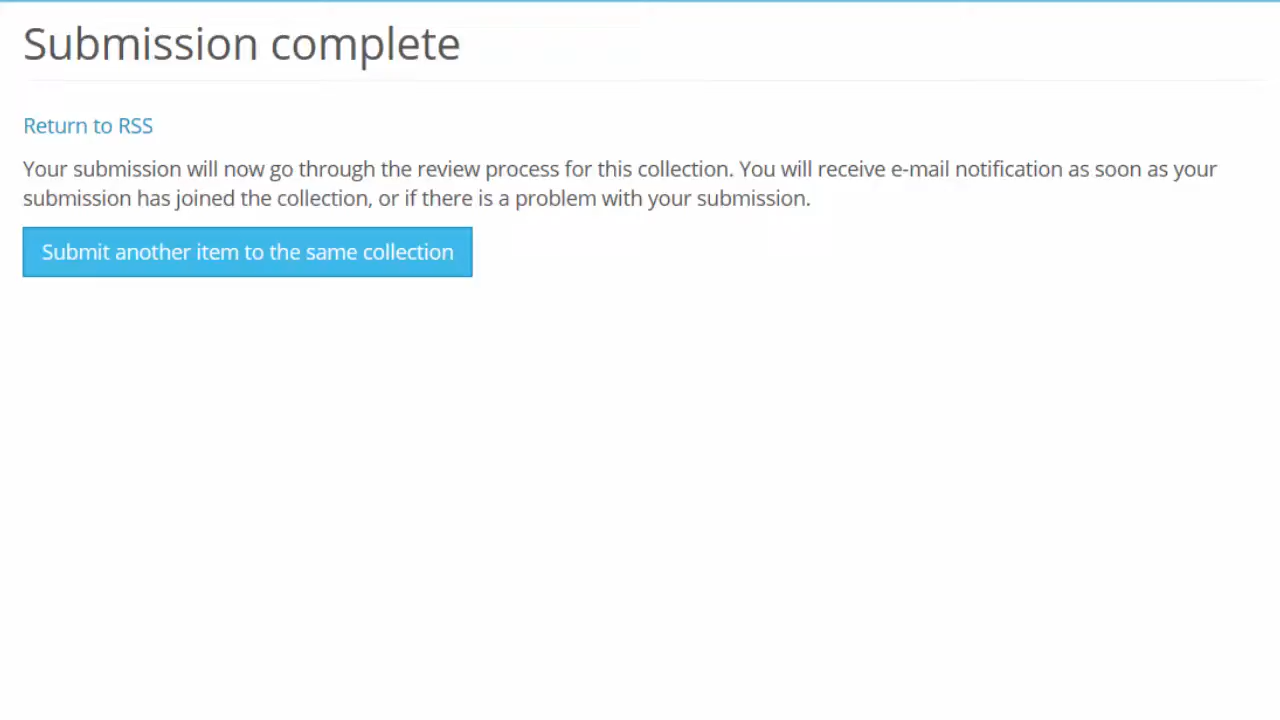 Submission complete
Return to RSS
Your submission will now go through the review process for this collection. You will receive e-mail notification as soon as your
submission has joined the collection, or if there is a problem with your submission.
Submit another item to the same collection